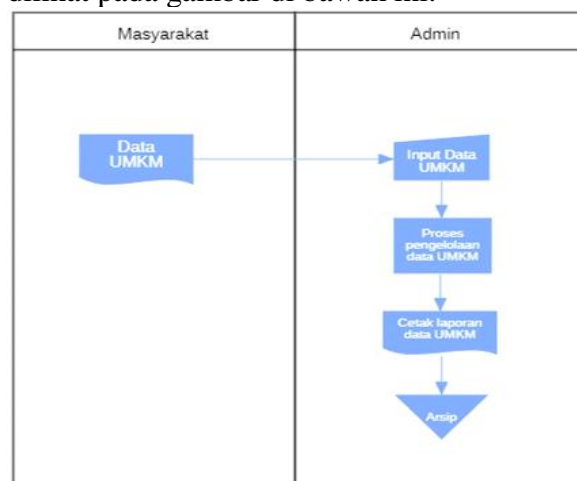 dilihat pada gambar di bawah ini.
Masyarakat
Admin
Data
UMKM
Input Data
UMKM
Proses
pengelolaan
data UMKM
Cetak laporan
data UMKM
Arsip